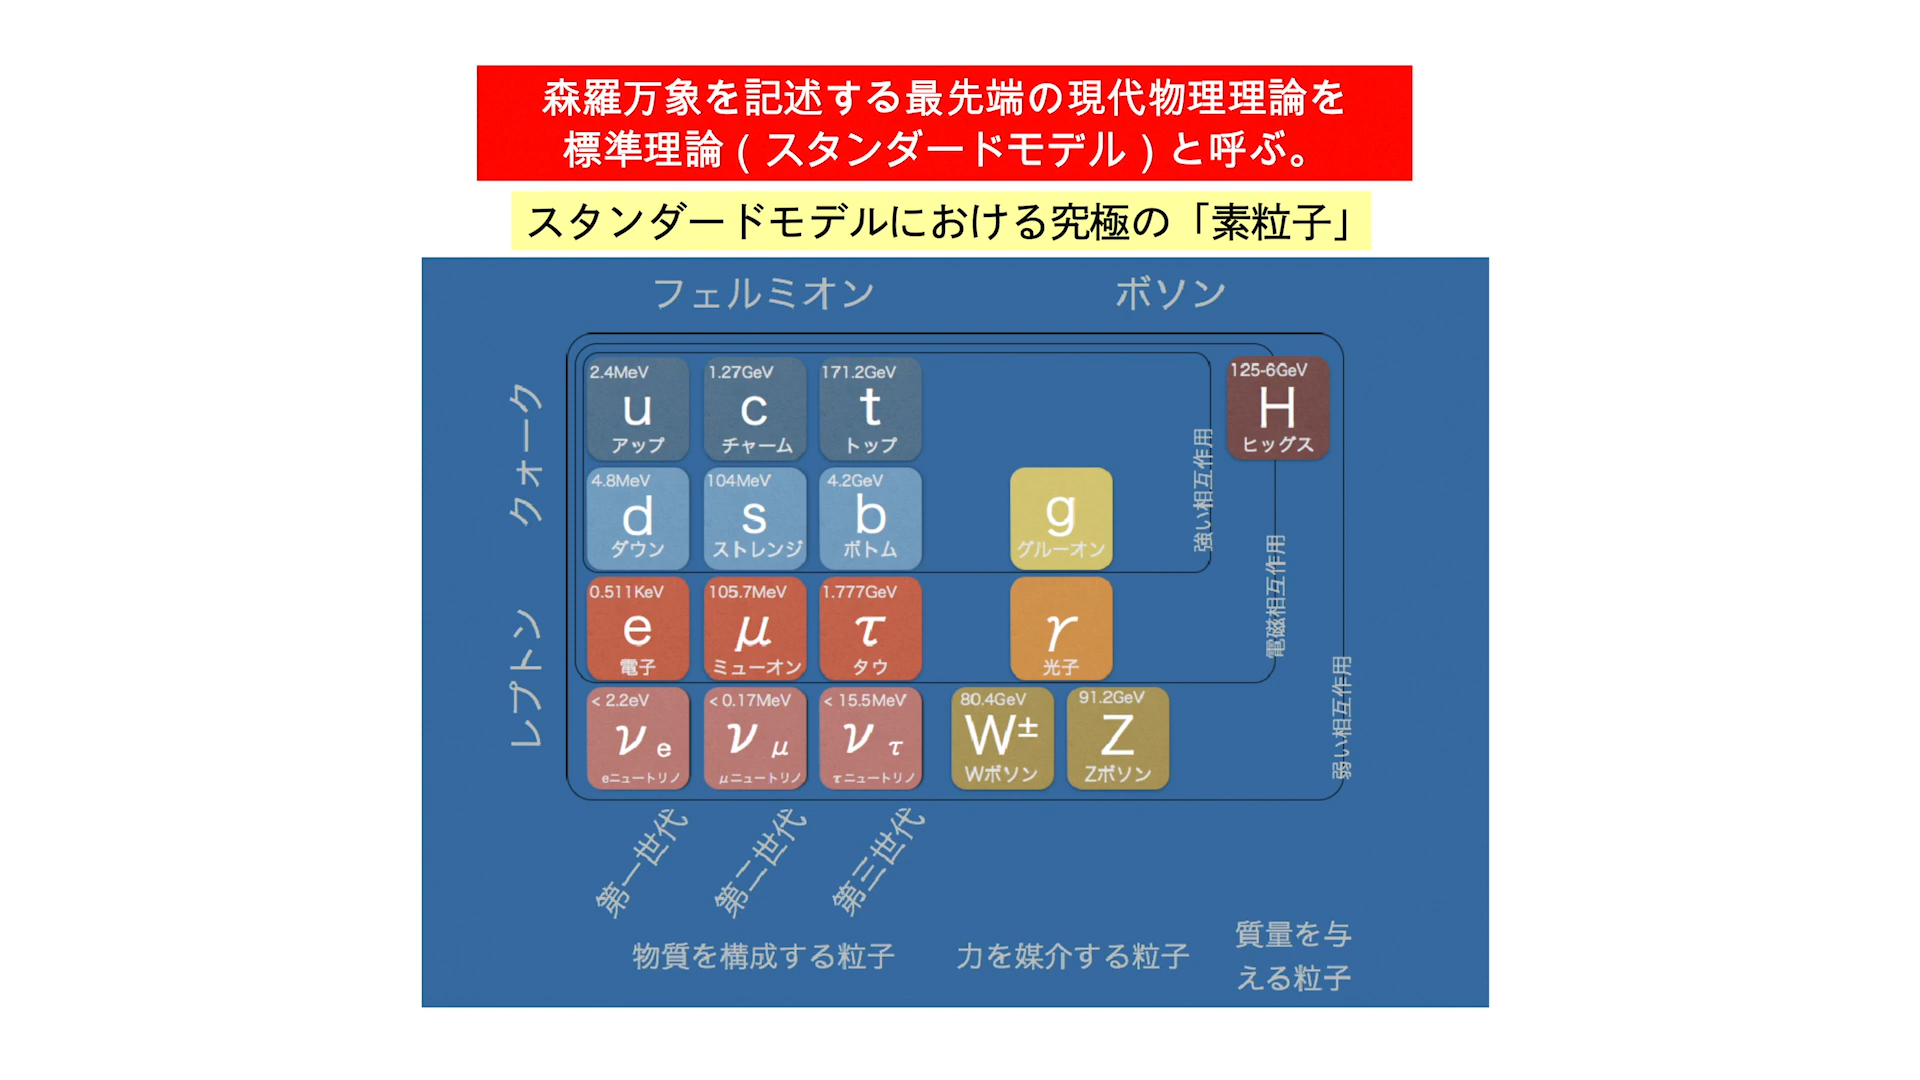 森羅万象を記述する最先端の現代物理理論を
標準理論(スタンダードモデル)と呼ぶ。
スタンダードモデルにおける究極の「素粒子」
フェルミオン
ボソン
クォーク
2.4MeV
u
アップ
1.27GeV
c
チャーム
171.2GeV
t
トップ
125-6GeV
H
ヒッグス
4.8MeV
d
ダウン
104MeV
s
ストレンジ
4.2GeV
b
ボトム
g
グルーオン
強い相互作用
レプトン
0.511KeV
e
電子
105.7MeV
μ
ミューオン
1.777GeV
τ
タウ
γ
光子
電磁相互作用
< 2.2eV
ν e
eニュートリノ
< 0.17MeV
ν μ
μニュートリノ
< 15.5MeV
ν τ
τニュートリノ
80.4GeV
W±
Wボソン
91.2GeV
Z
Zボソン
弱い相互作用
第一世代
第二世代
第三世代
物質を構成する粒子
力を媒介する粒子
質量を与
える粒子